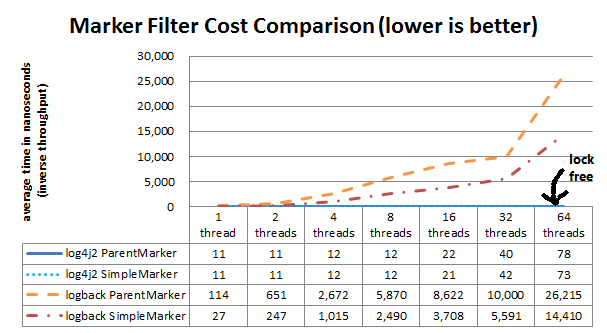 Marker Filter Cost Comparison (lower is better)
average time in nanoseconds
(inverse throughput)
30,000
25,000
20,000
15,000
10,000
5,000
0
lock
free
1 thread 2 threads 4 threads 8 threads 16 threads 32 threads 64 threads
log4j2 ParentMarker 11 11 12 12 22 40 78
log4j2 SimpleMarker 11 11 12 12 21 42 73
logback ParentMarker 114 651 2,672 5,870 8,622 10,000 26,215
logback SimpleMarker 27 247 1,015 2,490 3,708 5,591 14,410